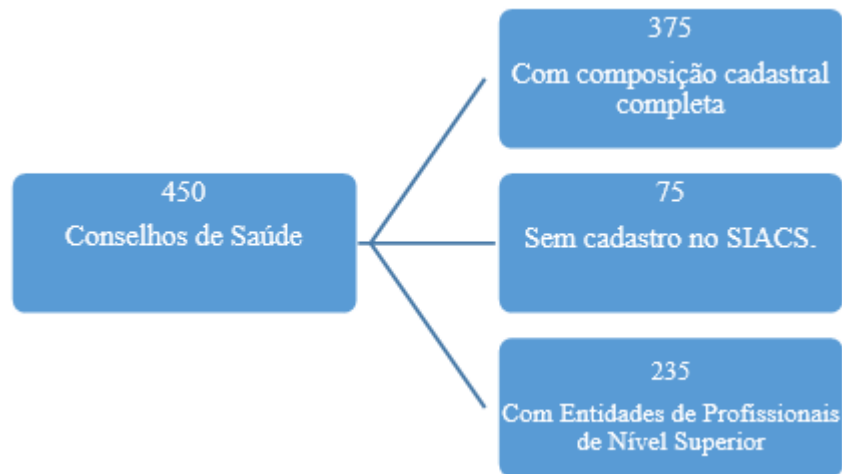 450
Conselhos de Saúde
375
Com composição cadastral
completa
75
Sem cadastro no SIACS.
235
Com Entidades de Profissionais
de Nível Superior